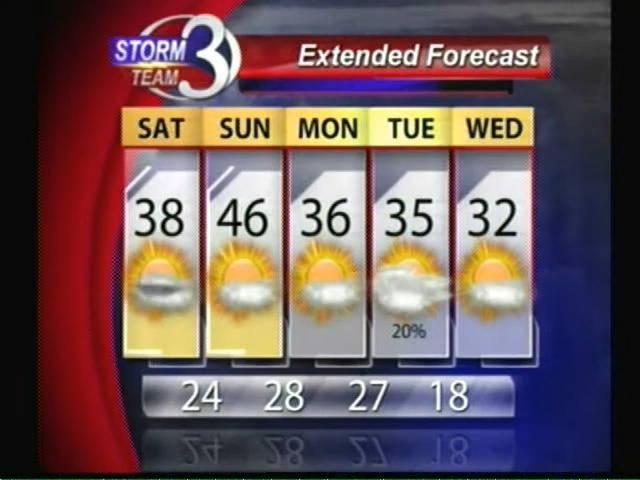 STORM
TEAM
3
Extended Forecast
SAT SUN MON TUE WED
38 46 36 35 32
20%
24 28 27 18